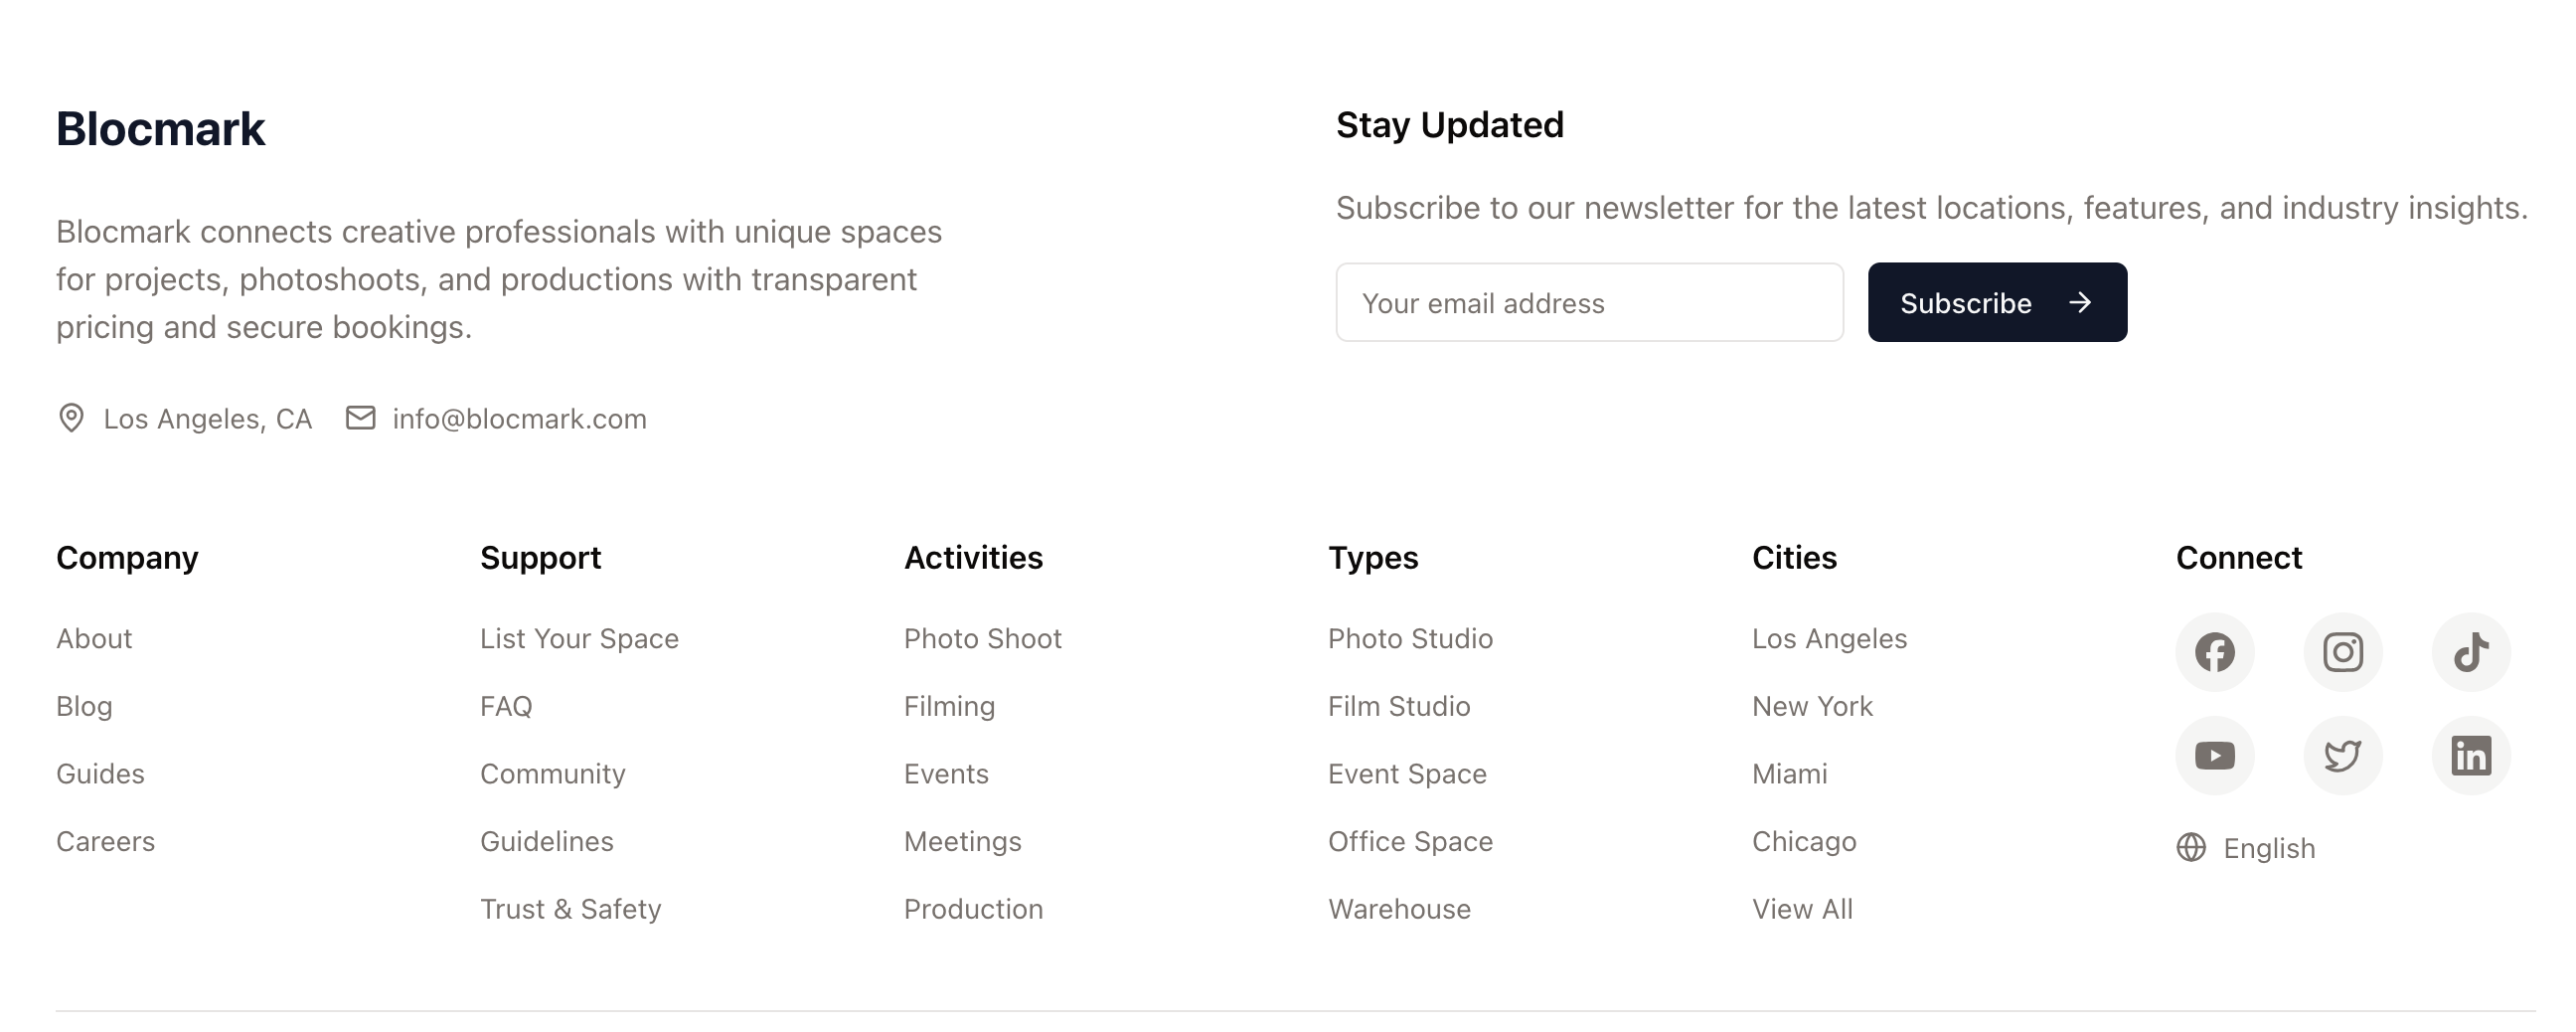 Blocmark
Blocmark connects creative professionals with unique spaces
for projects, photoshoots, and productions with transparent
pricing and secure bookings.
Los Angeles, CA
info@blocmark.com
Stay Updated
Subscribe to our newsletter for the latest locations, features, and industry insights.
Your email address
Subscribe
Company
About
Blog
Guides
Careers
Support
List Your Space
FAQ
Community
Guidelines
Trust & Safety
Activities
Photo Shoot
Filming
Events
Meetings
Production
Types
Photo Studio
Film Studio
Event Space
Office Space
Warehouse
Cities
Los Angeles
New York
Miami
Chicago
View All
Connect
English